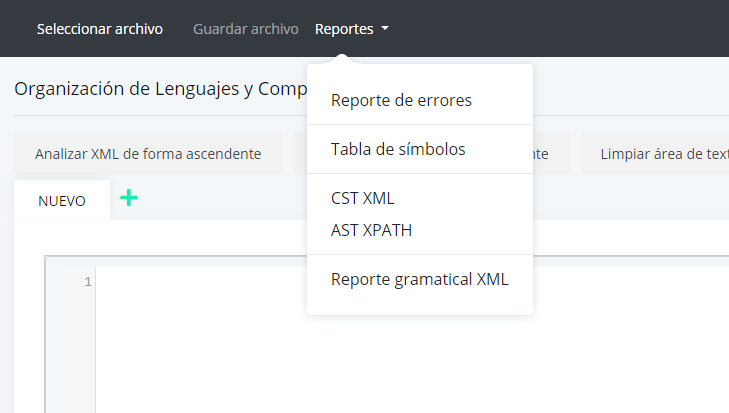 Seleccionar archivo
Guardar archivo
Reportes
Organización de Lenguajes y Comp
Reporte de errores
Tabla de símbolos
CST XML
AST XPATH
Reporte gramatical XML
Analizar XML de forma ascendente
nte
Limpiar área de text
NUEVO
1